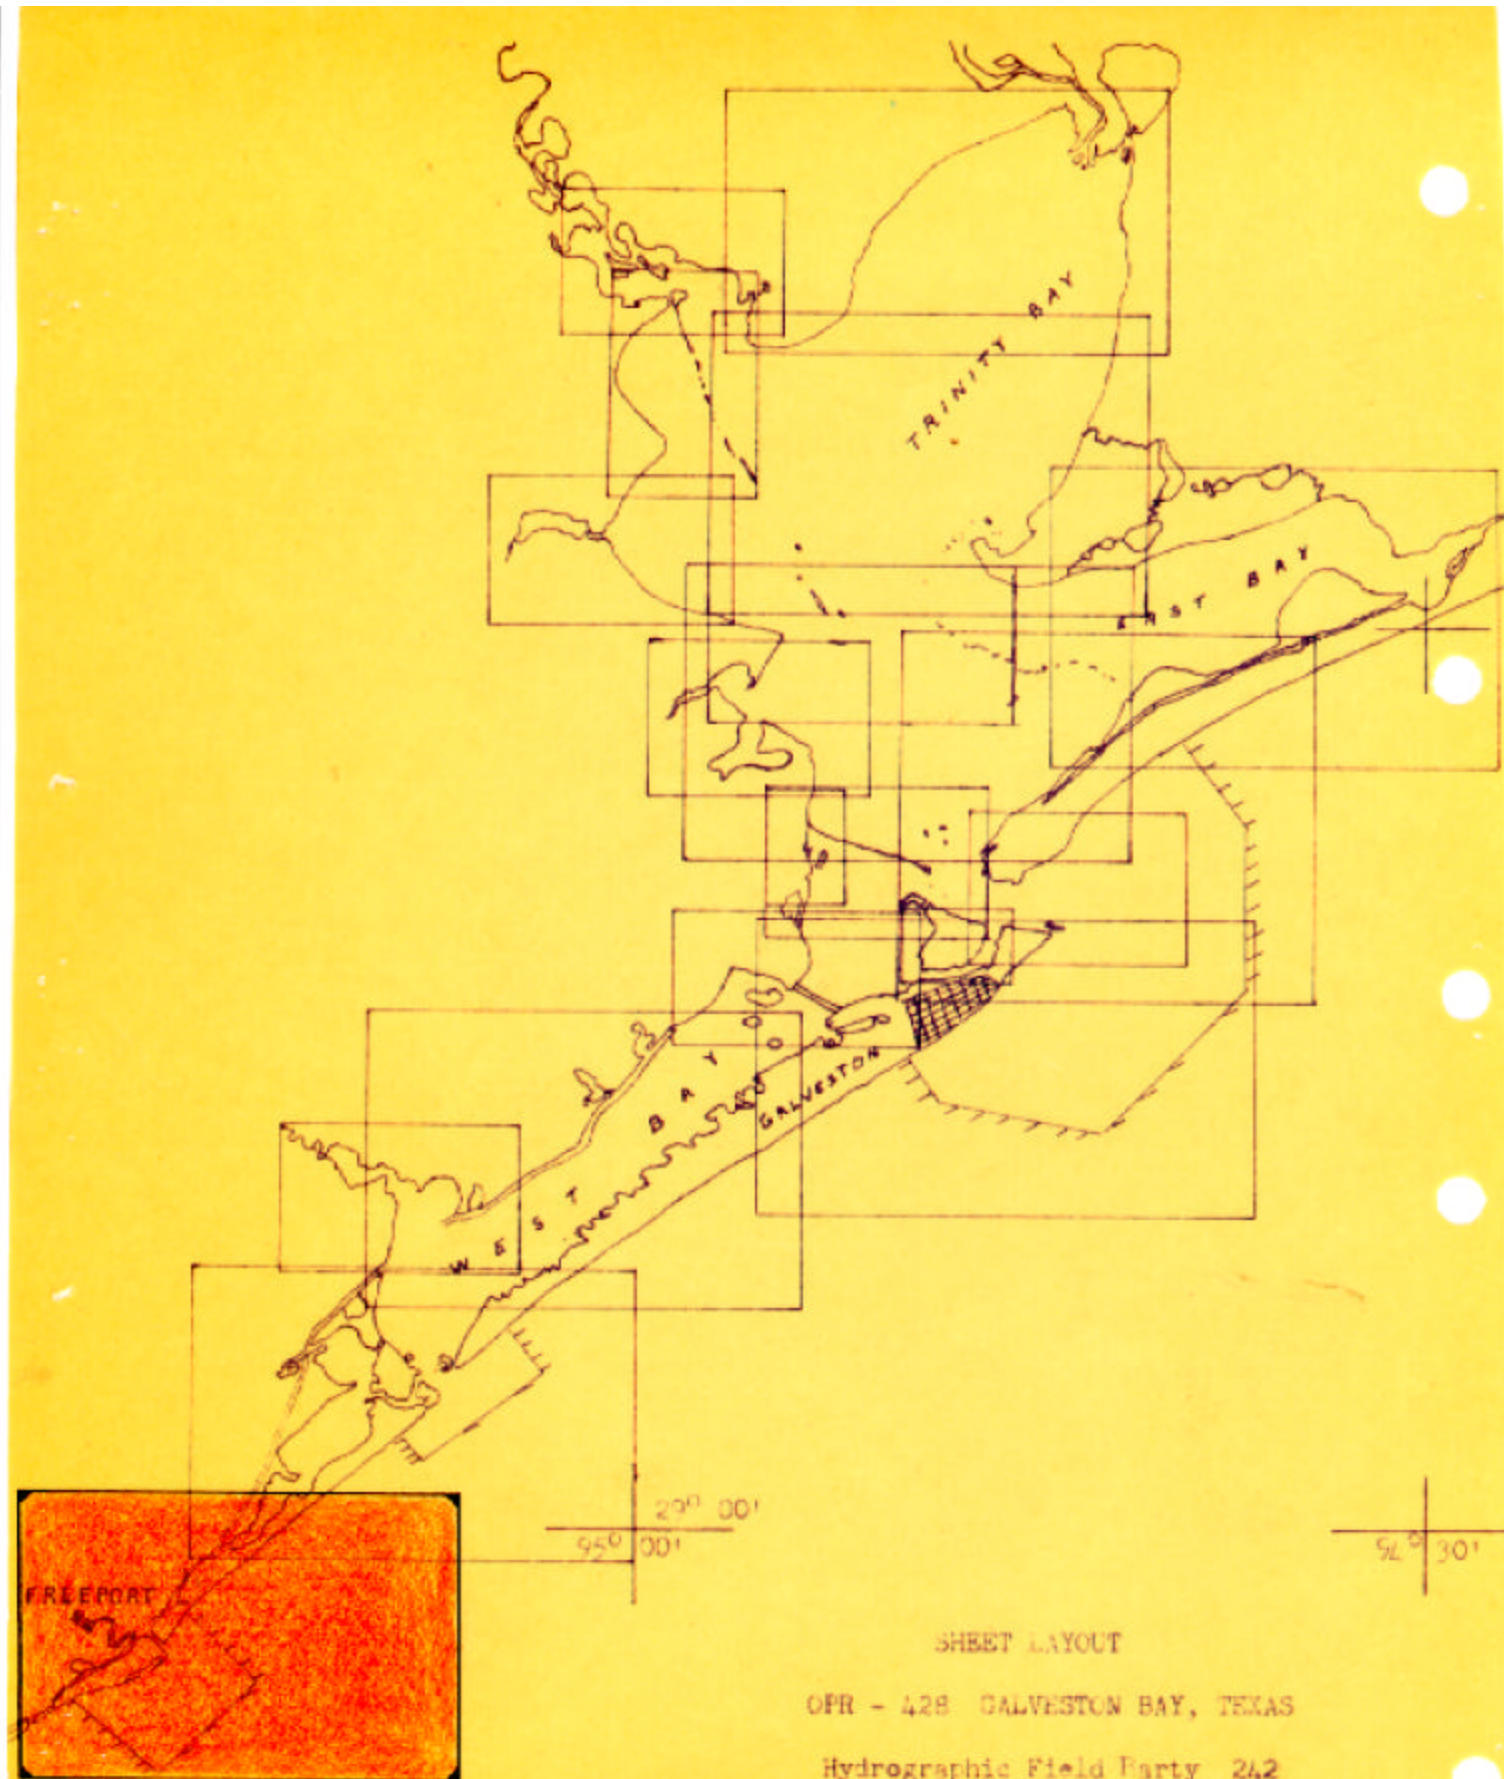 TRINITY BAY
EAST BAY
WEST BAY
GALVESTON
29° 00'
95° 00'
94° 30'
FREEPORT
SHEET LAYOUT
OPR - 428 GALVESTON BAY, TEXAS
Hydrographic Field Party 242